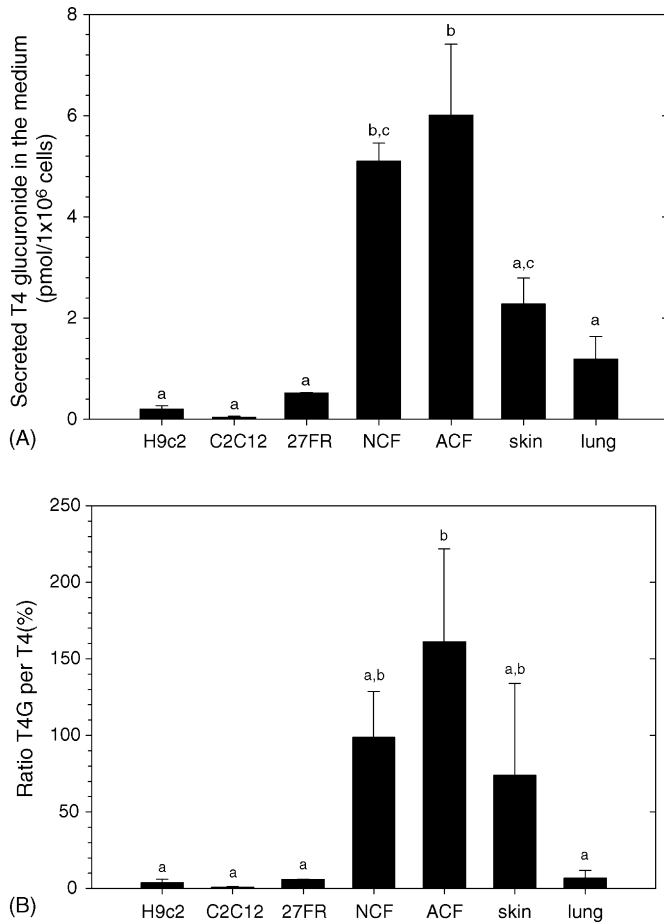 8
6
4
2
0
Secreted T4 glucuronide in the medium
(pmol/1x10⁶ cells)
a
a
a
b,c
b
a,c
a
H9c2 C2C12 27FR NCF ACF skin lung
(A)
250
200
150
100
50
0
Ratio T4G per T4(%)
a
a
a
a,b
b
a,b
a
H9c2 C2C12 27FR NCF ACF skin lung
(B)